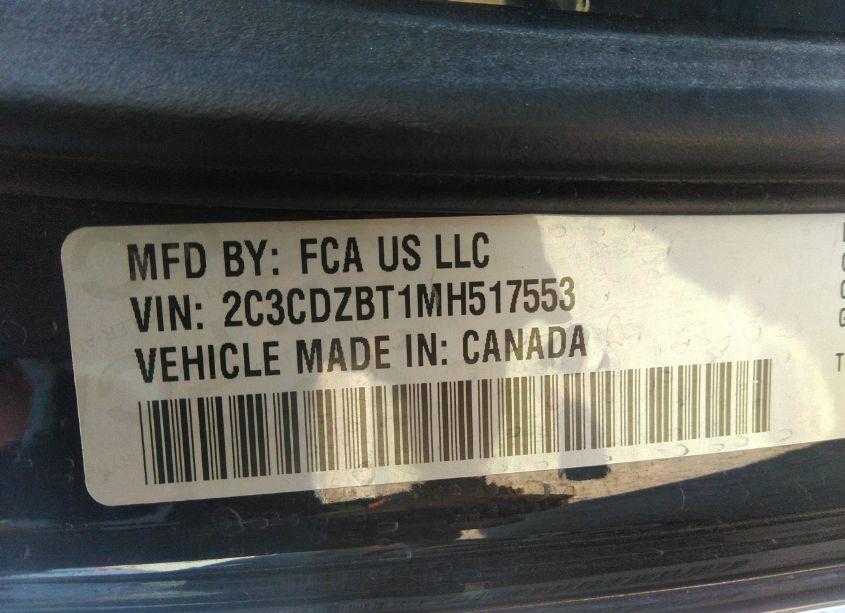 MFD BY: FCA US LLC
VIN: 2C3CDZBT1MH517553
VEHICLE MADE IN: CANADA